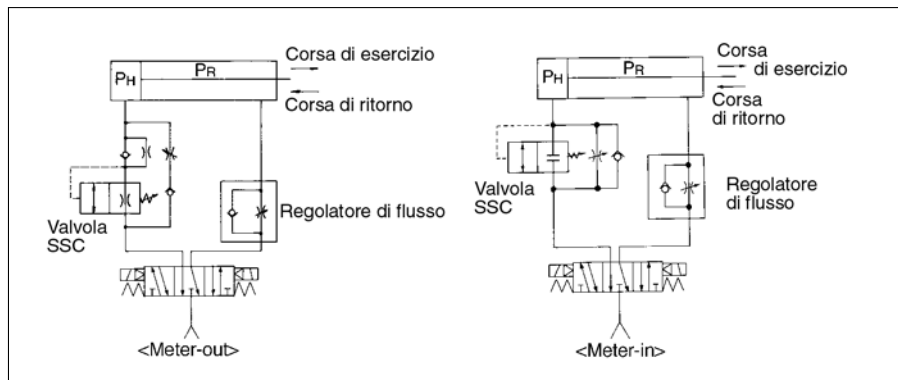 Corsa di esercizio
PH
PR
Corsa di ritorno
Valvola
SSC
Regolatore di flusso
<Meter-out>
Corsa
di esercizio
PH
PR
Corsa
di ritorno
Valvola
SSC
Regolatore
di flusso
<Meter-in>